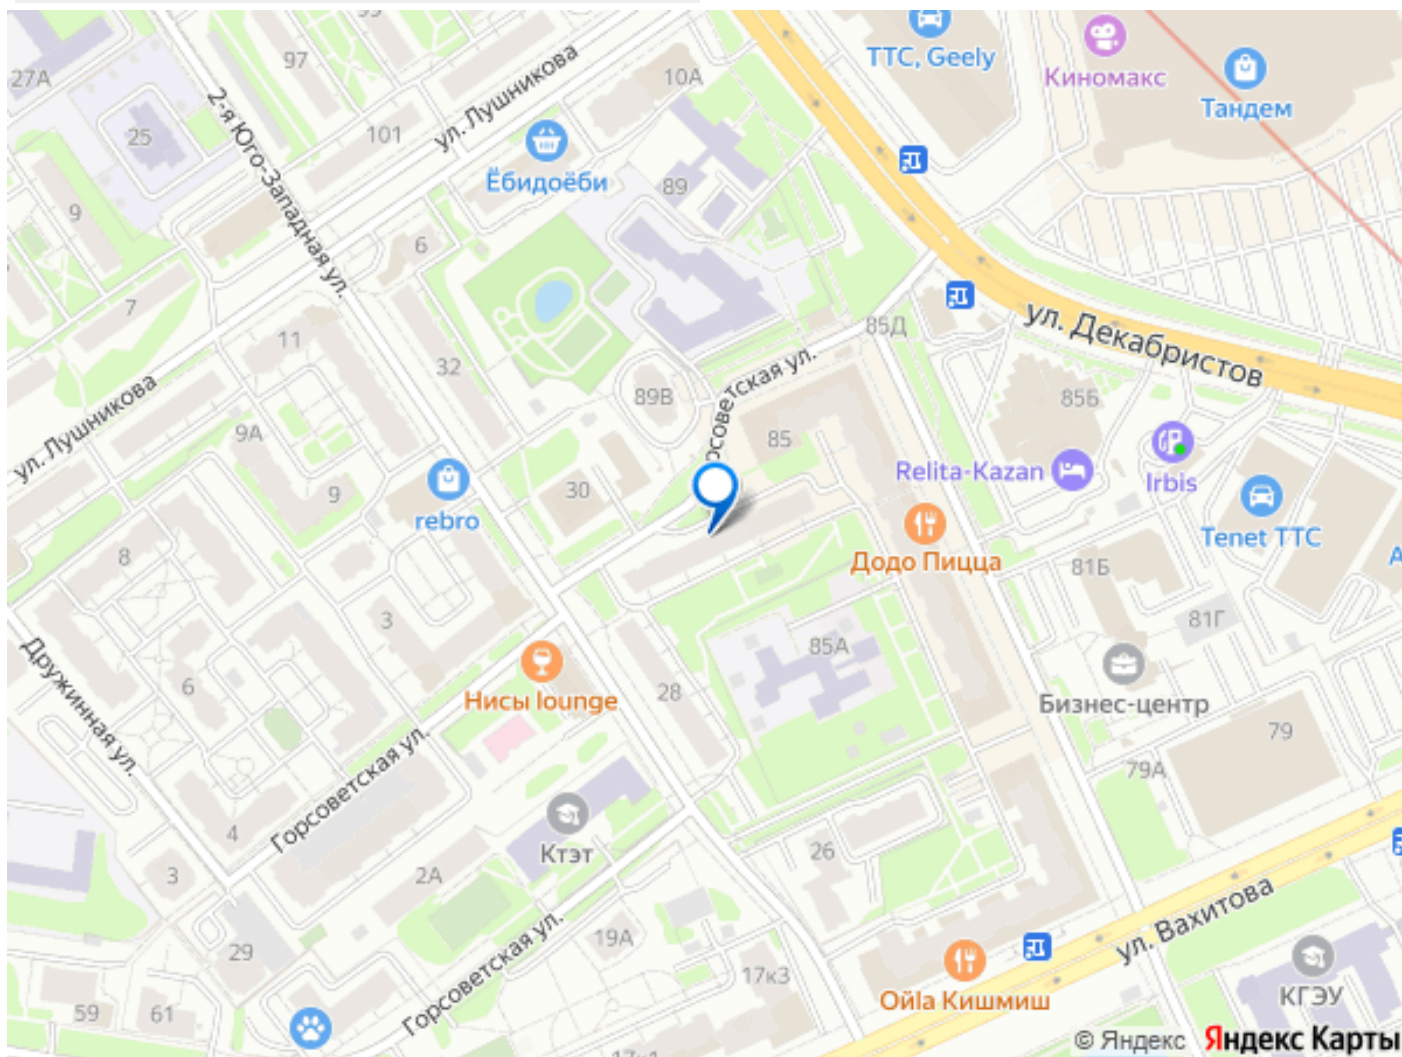 27А
97
ТТС, Geely
Киномакс
Тандем
10А
25
101
ул. Лушникова
2-я Юго-Западная ул.
Ёбидоёби
89
9
6
7
11
32
85Д
ул. Декабристов
Горсоветская ул.
89В
85
85Б
ул. Лушникова
9А
9
rebro
30
Relita-Kazan
Irbis
Tenet ТТС
Додо Пицца
8
81Б
81Г
3
85А
Дружинная ул.
6
Нисы lounge
28
Бизнес-центр
79
79А
Горсоветская ул.
4
Ктэт
26
3
2А
29
Горсоветская ул.
19А
17к3
ул. Вахитова
Ойla Кишмиш
КГЭУ
59
61
© Яндекс Яндекс Карты